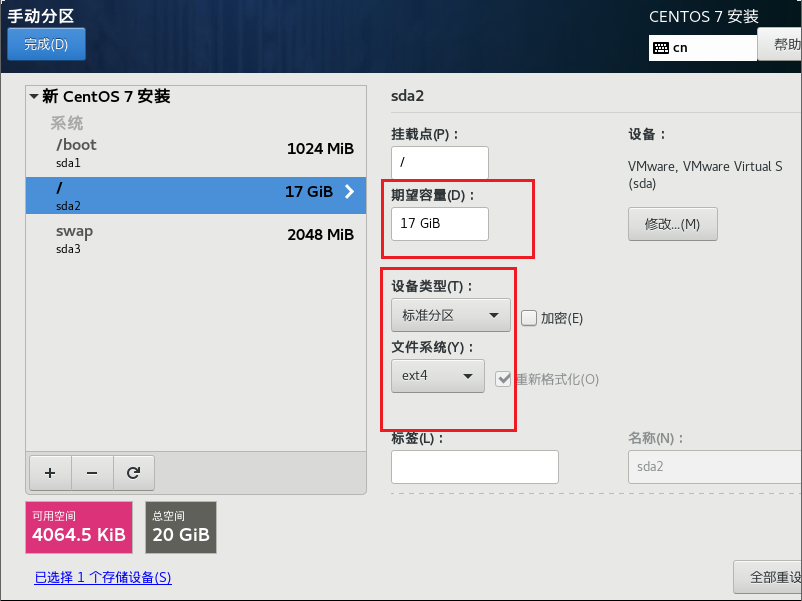 手动分区
CENTOS 7 安装
完成(D)
cn
帮助
新 CentOS 7 安装
系统
/boot
1024 MiB
sda1
/
17 GiB
sda2
swap
2048 MiB
sda3
+
−
可用空间
4064.5 KiB
总空间
20 GiB
已选择 1 个存储设备(S)
sda2
挂载点(P)：
/
期望容量(D)：
17 GiB
设备类型(T)：
标准分区
加密(E)
文件系统(Y)：
ext4
重新格式化(O)
标签(L)：
设备：
VMware, VMware Virtual S
(sda)
修改...(M)
名称(N)：
sda2
全部重设